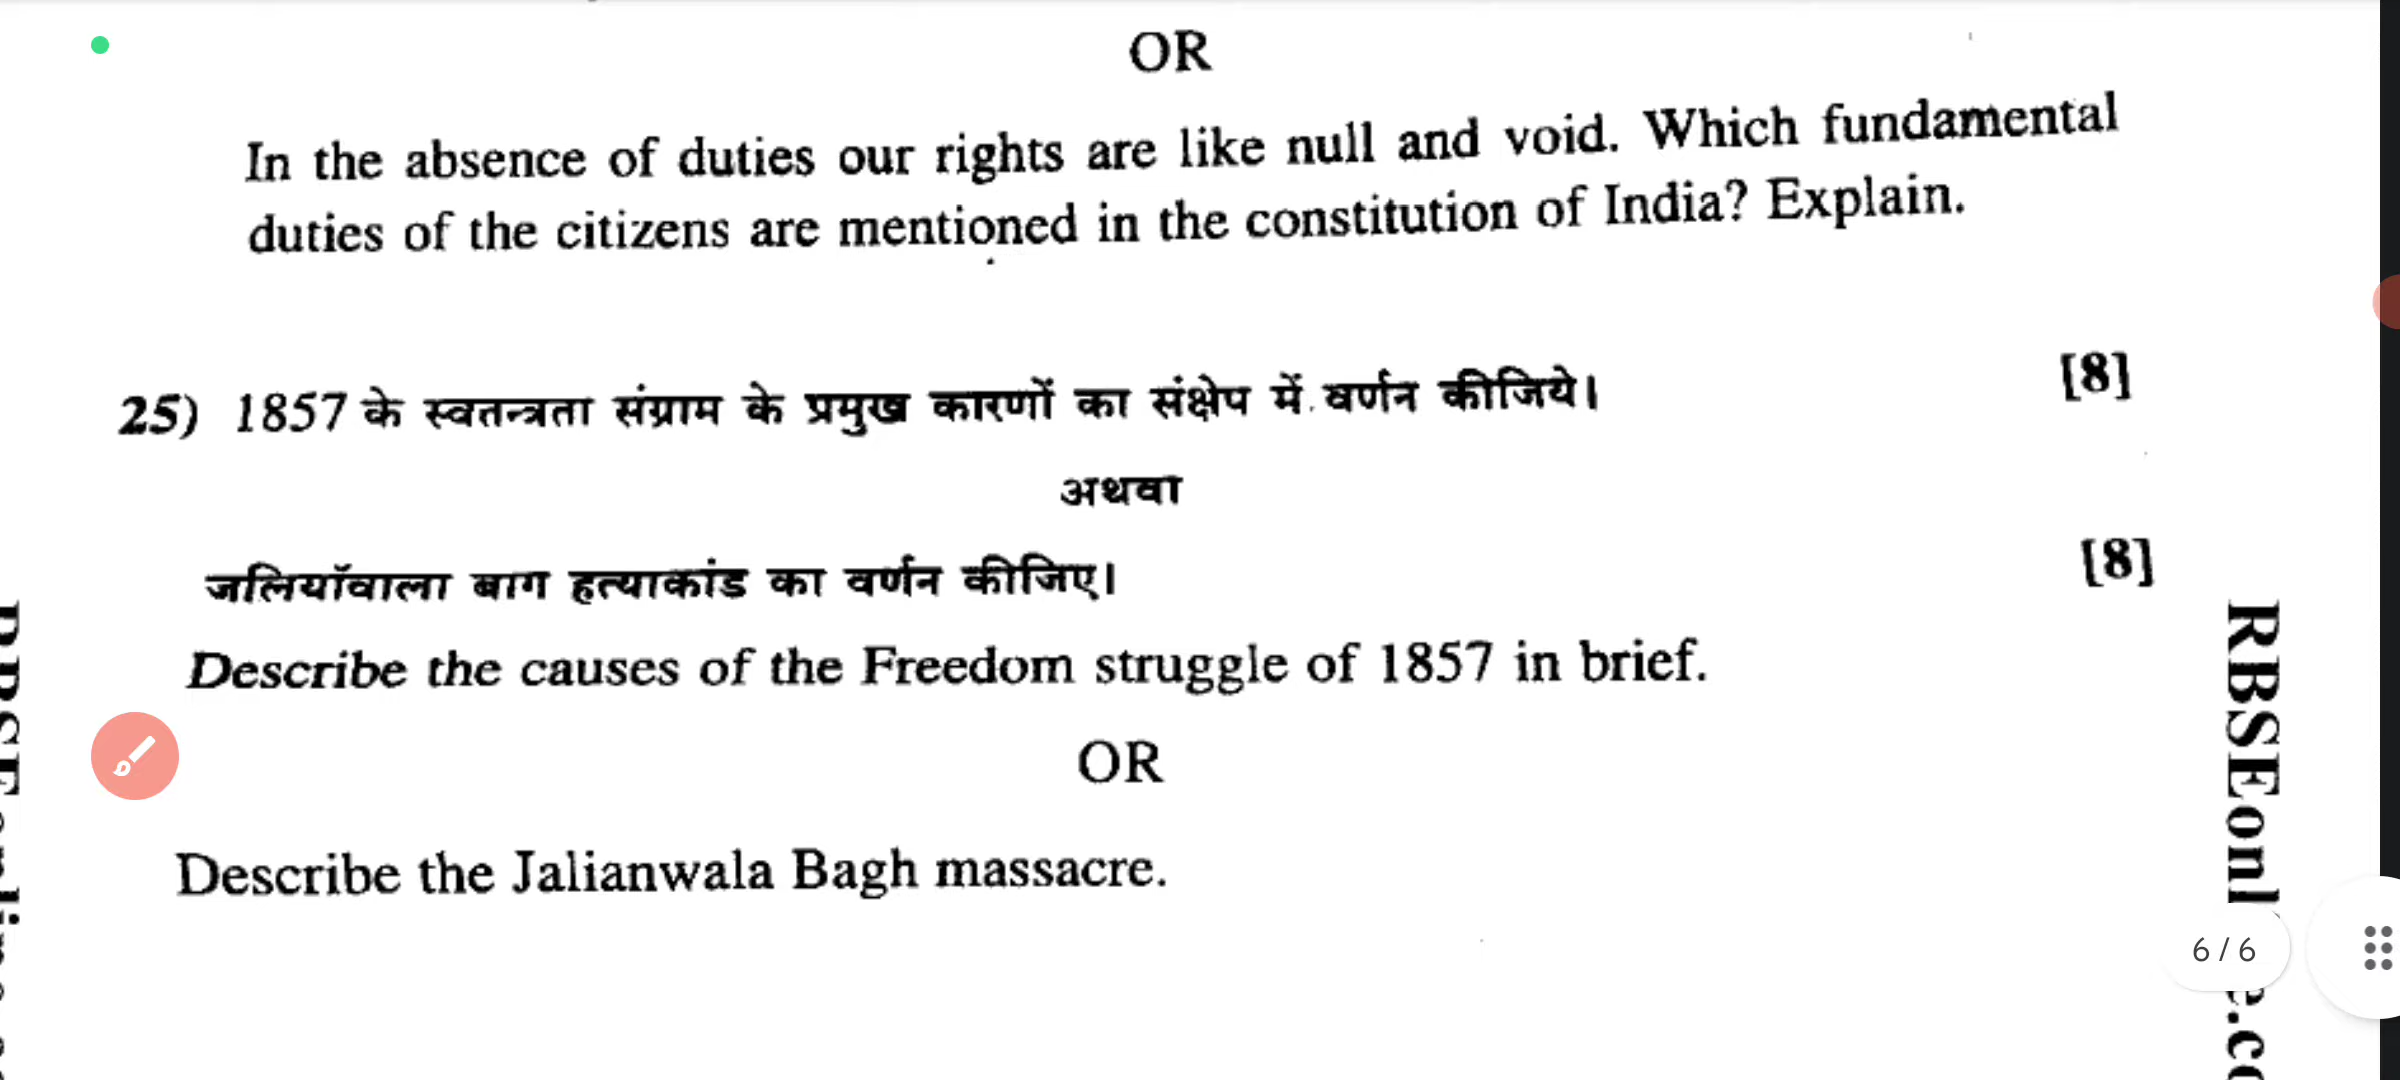 OR
In the absence of duties our rights are like null and void. Which fundamental
duties of the citizens are mentioned in the constitution of India? Explain.
25) 1857 के स्वतन्त्रता संग्राम के प्रमुख कारणों का संक्षेप में वर्णन कीजिये। [8]
अथवा
जलियाँवाला बाग हत्याकांड का वर्णन कीजिए। [8]
Describe the causes of the Freedom struggle of 1857 in brief.
OR
Describe the Jalianwala Bagh massacre.
6 / 6